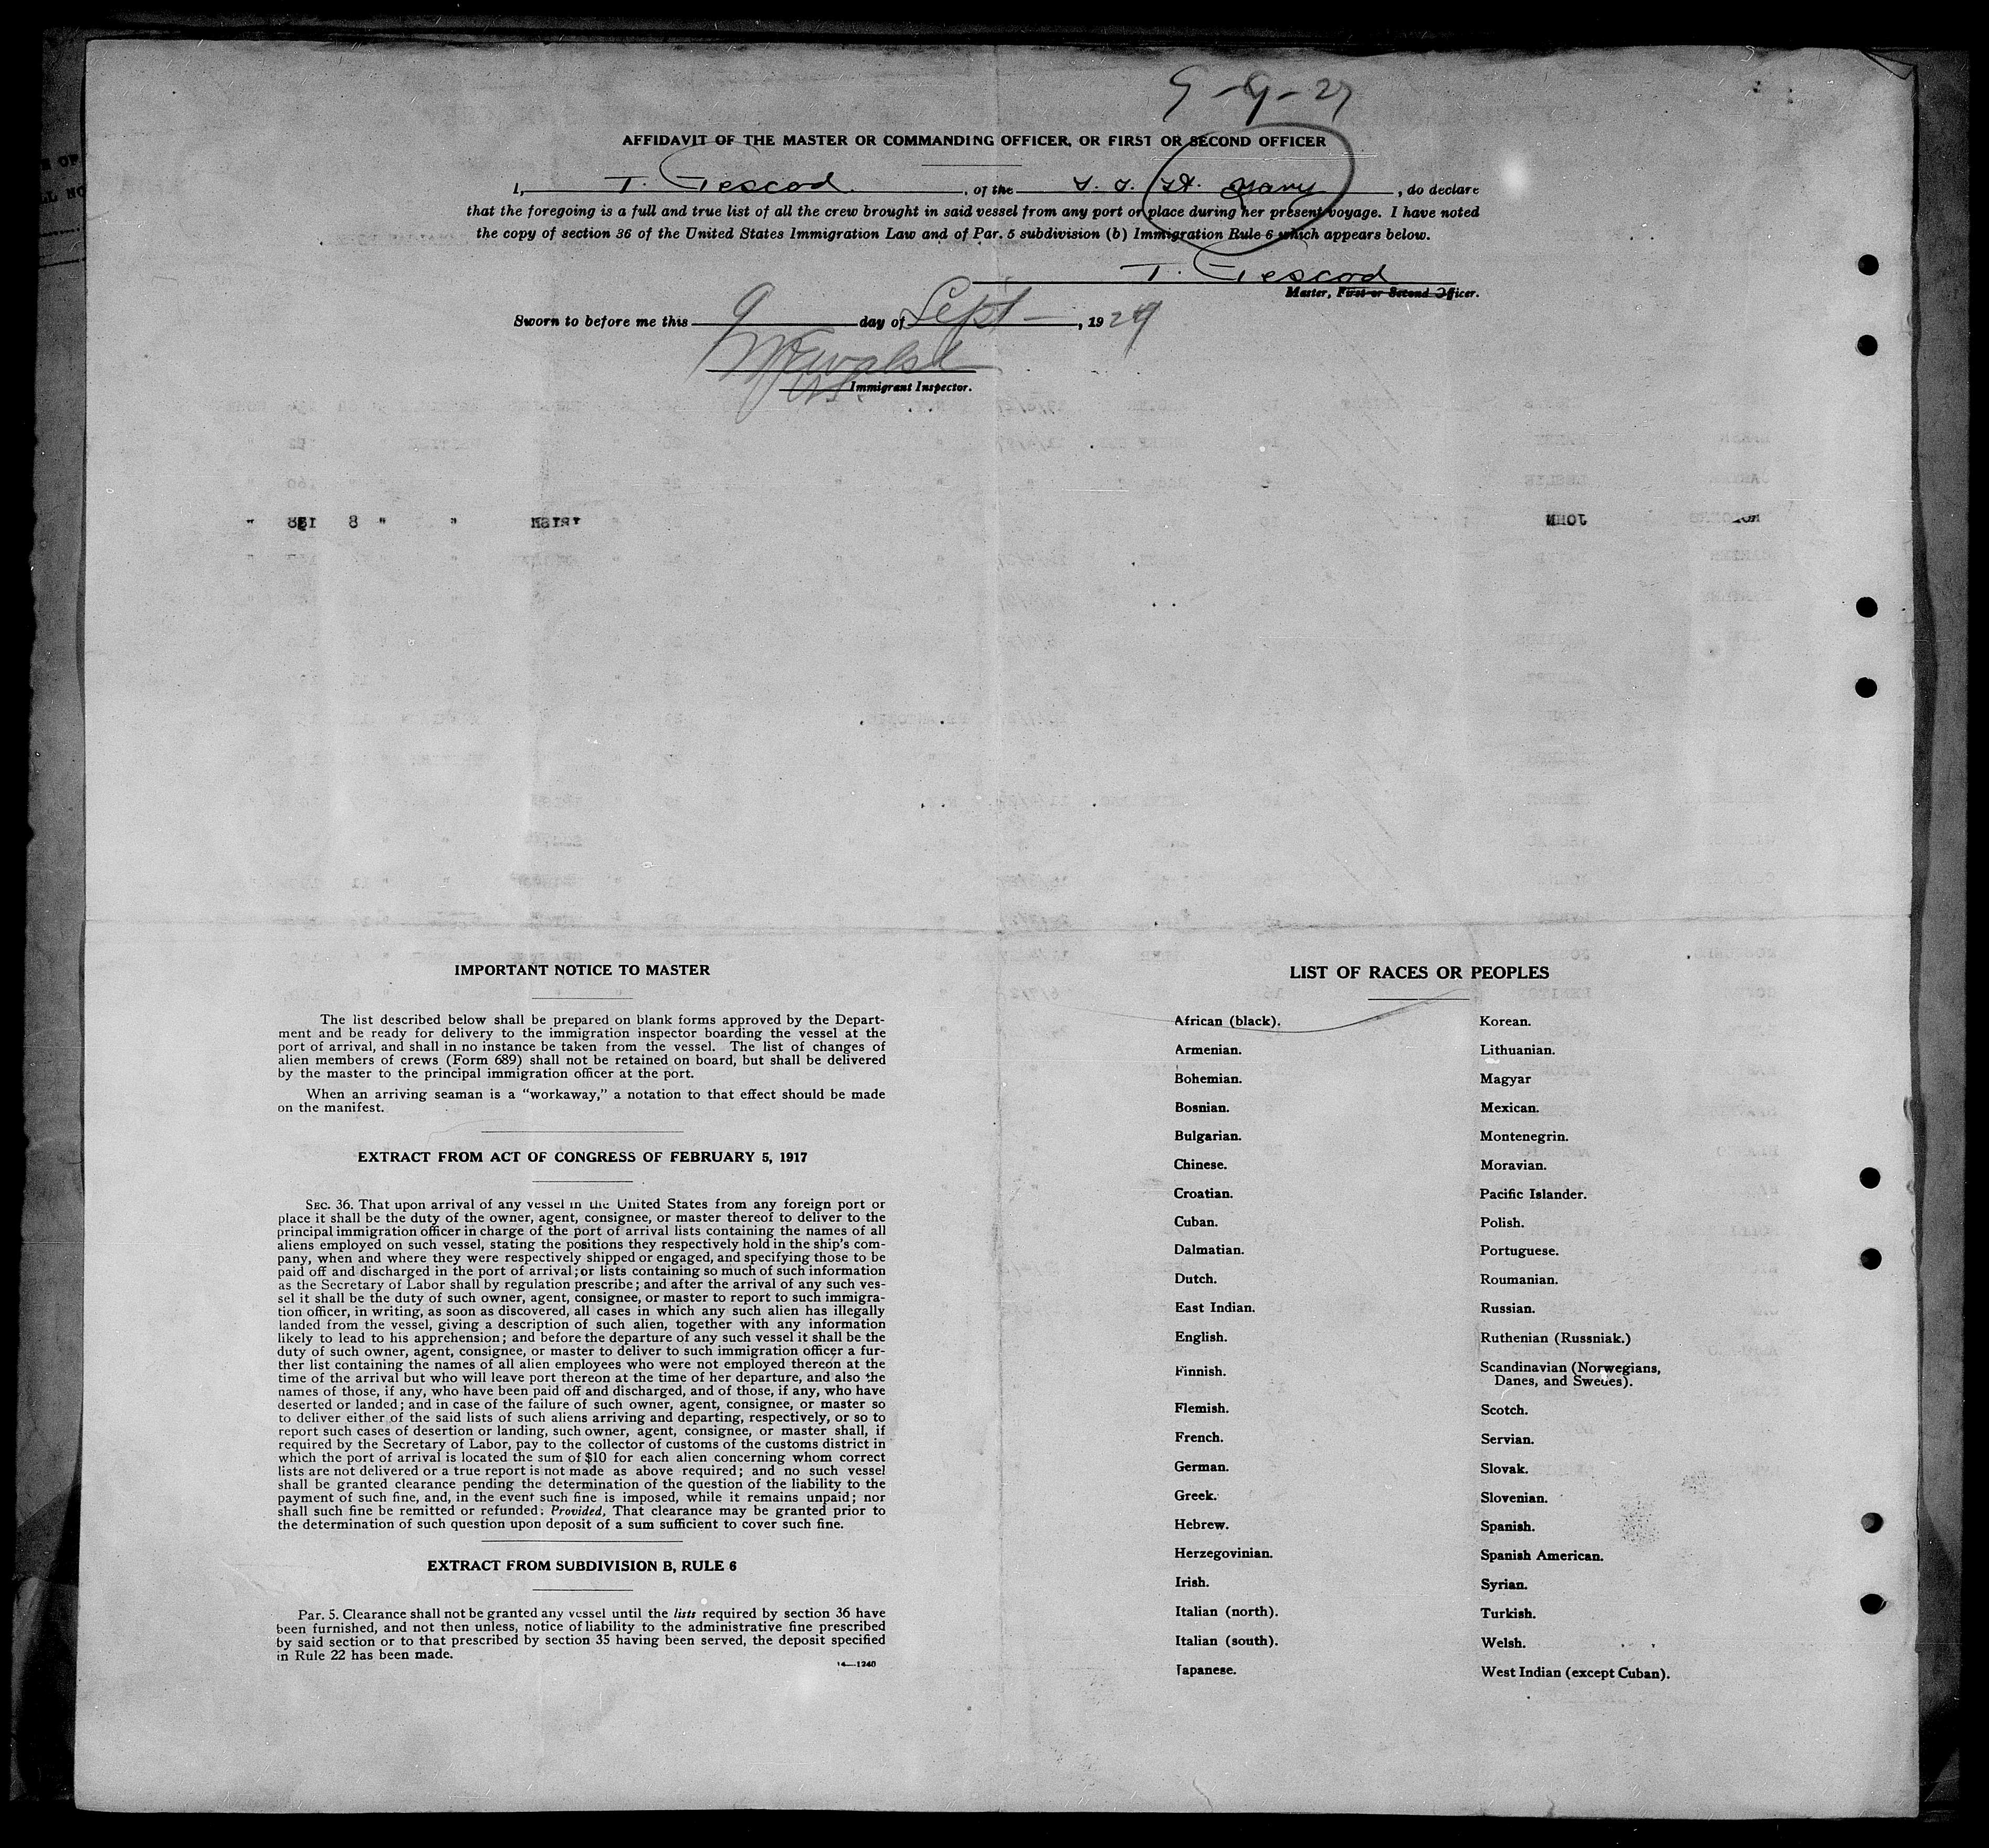 9-9-29
AFFIDAVIT OF THE MASTER OR COMMANDING OFFICER, OR FIRST OR SECOND OFFICER
I, T. , of the S. S. St. Mary, do declare
that the foregoing is a full and true list of all the crew brought in said vessel from any port or place during her present voyage. I have noted
the copy of section 36 of the United States Immigration Law and of Par. 5 subdivision (b) Immigration Rule 6 which appears below.
T.
Master, First or Second Officer.
Sworn to before me this 9 day of Sept, 1929
Walsh
Immigrant Inspector.
IMPORTANT NOTICE TO MASTER
The list described below shall be prepared on blank forms approved by the Depart-
ment and be ready for delivery to the immigration inspector boarding the vessel at the
port of arrival, and shall in no instance be taken from the vessel. The list of changes of
alien members of crews (Form 689) shall not be retained on board, but shall be delivered
by the master to the principal immigration officer at the port.
When an arriving seaman is a "workaway," a notation to that effect should be made
on the manifest.
EXTRACT FROM ACT OF CONGRESS OF FEBRUARY 5, 1917
SEC. 36. That upon arrival of any vessel in the United States from any foreign port or
place it shall be the duty of the owner, agent, consignee, or master thereof to deliver to the
principal immigration officer in charge of the port of arrival lists containing the names of all
aliens employed on such vessel, stating the positions they respectively hold in the ship's com-
pany, when and where they were respectively shipped or engaged, and specifying those to be
paid off and discharged in the port of arrival; or lists containing so much of such information
as the Secretary of Labor shall by regulation prescribe; and after the arrival of any such ves-
sel it shall be the duty of such owner, agent, consignee, or master to report to such immigra-
tion officer, in writing, as soon as discovered, all cases in which any such alien has illegally
landed from the vessel, giving a description of such alien, together with any information
likely to lead to his apprehension; and before the departure of any such vessel it shall be the
duty of such owner, agent, consignee, or master to deliver to such immigration officer a fur-
ther list containing the names of all alien employees who were not employed thereon at the
time of the arrival but who will leave port thereon at the time of her departure, and also the
names of those, if any, who have been paid off and discharged, and of those, if any, who have
deserted or landed; and in case of the failure of such owner, agent, consignee, or master so
to deliver either of the said lists of such aliens arriving and departing, respectively, or so to
report such cases of desertion or landing, such owner, agent, consignee, or master shall, if
required by the Secretary of Labor, pay to the collector of customs of the customs district in
which the port of arrival is located the sum of $10 for each alien concerning whom correct
lists are not delivered or a true report is not made as above required; and no such vessel
shall be granted clearance pending the determination of the question of the liability to the
payment of such fine, and, in the event such fine is imposed, while it remains unpaid; nor
shall such fine be remitted or refunded: Provided, That clearance may be granted prior to
the determination of such question upon deposit of a sum sufficient to cover such fine.
EXTRACT FROM SUBDIVISION B, RULE 6
Par. 5. Clearance shall not be granted any vessel until the lists required by section 36 have
been furnished, and not then unless, notice of liability to the administrative fine prescribed
by said section or to that prescribed by section 35 having been served, the deposit specified
in Rule 22 has been made.
14—1240
LIST OF RACES OR PEOPLES
African (black).
Armenian.
Bohemian.
Bosnian.
Bulgarian.
Chinese.
Croatian.
Cuban.
Dalmatian.
Dutch.
East Indian.
English.
Finnish.
Flemish.
French.
German.
Greek.
Hebrew.
Herzegovinian.
Irish.
Italian (north).
Italian (south).
Japanese.
Korean.
Lithuanian.
Magyar
Mexican.
Montenegrin.
Moravian.
Pacific Islander.
Polish.
Portuguese.
Roumanian.
Russian.
Ruthenian (Russniak.)
Scandinavian (Norwegians,
Danes, and Swedes).
Scotch.
Servian.
Slovak.
Slovenian.
Spanish.
Spanish American.
Syrian.
Turkish.
Welsh.
West Indian (except Cuban).